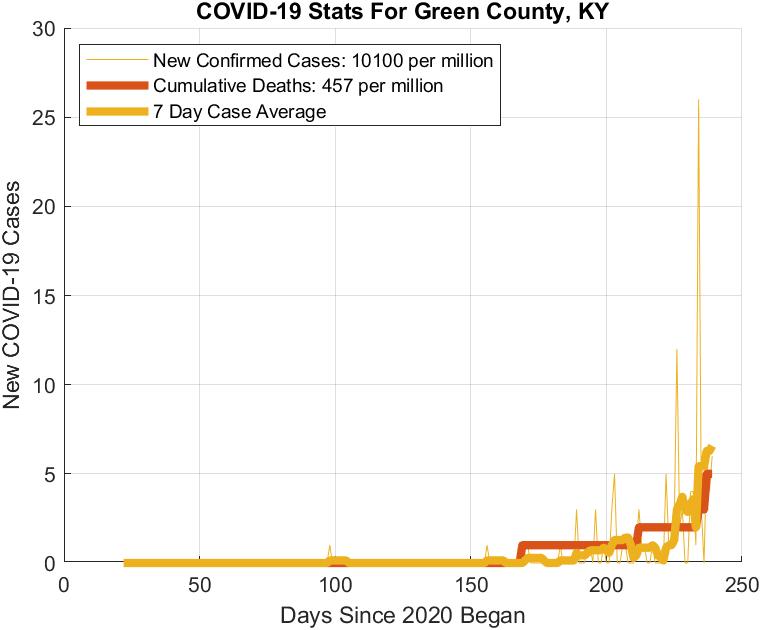 COVID-19 Stats For Green County, KY
30
25
20
15
10
5
0
New COVID-19 Cases
New Confirmed Cases: 10100 per million
Cumulative Deaths: 457 per million
7 Day Case Average
0
50
100
150
200
250
Days Since 2020 Began